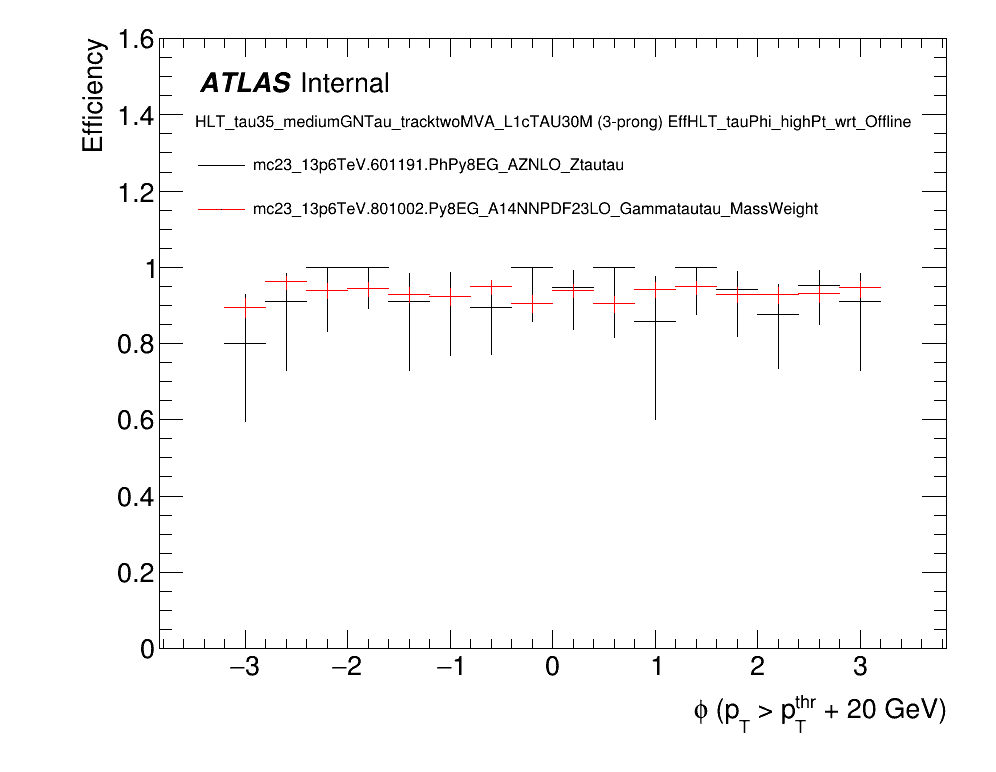 Efficiency
1.6
1.4
1.2
1
0.8
0.6
0.4
0.2
0
ATLAS Internal
HLT_tau35_mediumGNTau_tracktwoMVA_L1cTAU30M (3-prong) EffHLT_tauPhi_highPt_wrt_Offline
mc23_13p6TeV.601191.PhPy8EG_AZNLO_Ztautau
mc23_13p6TeV.801002.Py8EG_A14NNPDF23LO_Gammatautau_MassWeight
−3 −2 −1 0 1 2 3
ϕ (p_T > p_T^thr + 20 GeV)